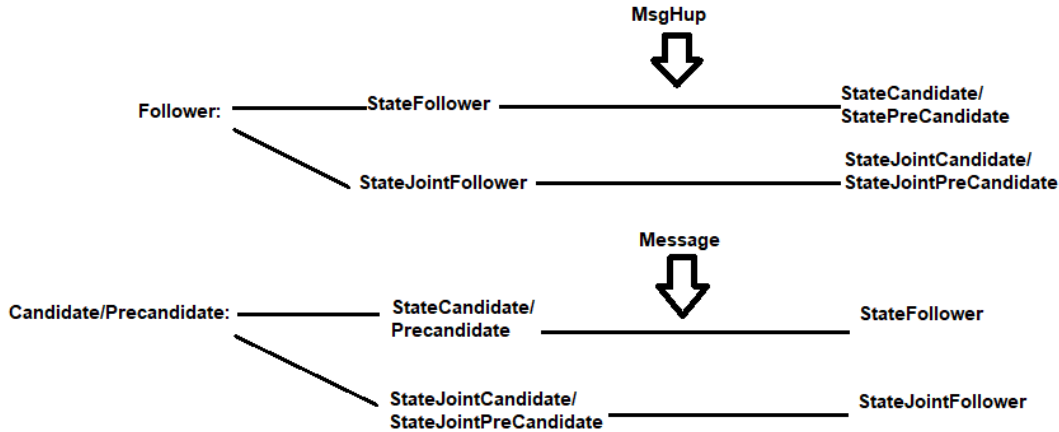 MsgHup
Follower:
StateFollower
StateCandidate/
StatePreCandidate
StateJointFollower
StateJointCandidate/
StateJointPreCandidate
Message
Candidate/Precandidate:
StateCandidate/
Precandidate
StateFollower
StateJointCandidate/
StateJointPreCandidate
StateJointFollower